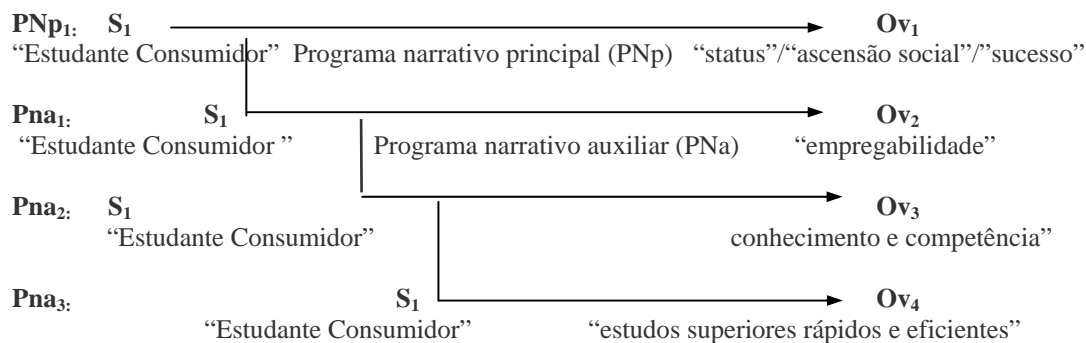 PNp1: S1 Ov1
“Estudante Consumidor” Programa narrativo principal (PNp) “status”/“ascensão social”/”sucesso”
Pna1: S1 Ov2
“Estudante Consumidor ” Programa narrativo auxiliar (PNa) “empregabilidade”
Pna2: S1 Ov3
“Estudante Consumidor” conhecimento e competência”
Pna3: S1 Ov4
“Estudante Consumidor” “estudos superiores rápidos e eficientes”